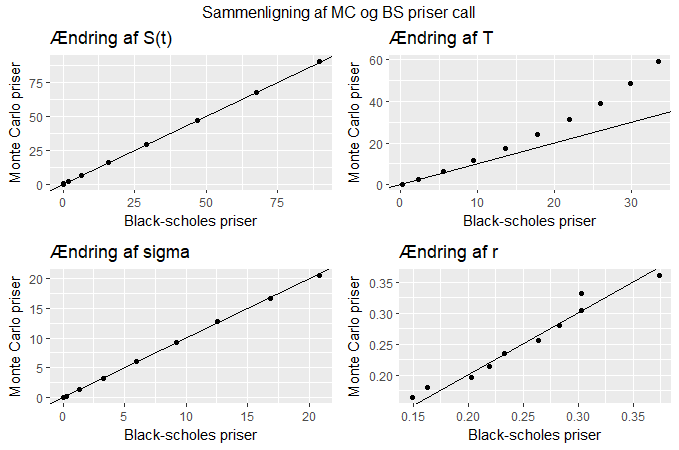 Sammenligning af MC og BS priser call
Ændring af S(t)
Monte Carlo priser
75
50
25
0
0
25
50
75
Black-scholes priser
Ændring af T
Monte Carlo priser
60
40
20
0
0
10
20
30
Black-scholes priser
Ændring af sigma
Monte Carlo priser
20
15
10
5
0
0
5
10
15
20
Black-scholes priser
Ændring af r
Monte Carlo priser
0.35
0.30
0.25
0.20
0.15
0.20
0.25
0.30
0.35
Black-scholes priser